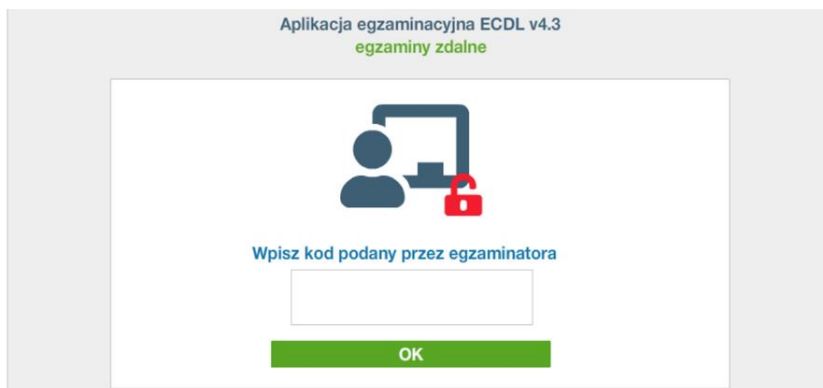 Aplikacja egzaminacyjna ECDL v4.3
egzaminy zdalne
Wpisz kod podany przez egzaminatora
OK